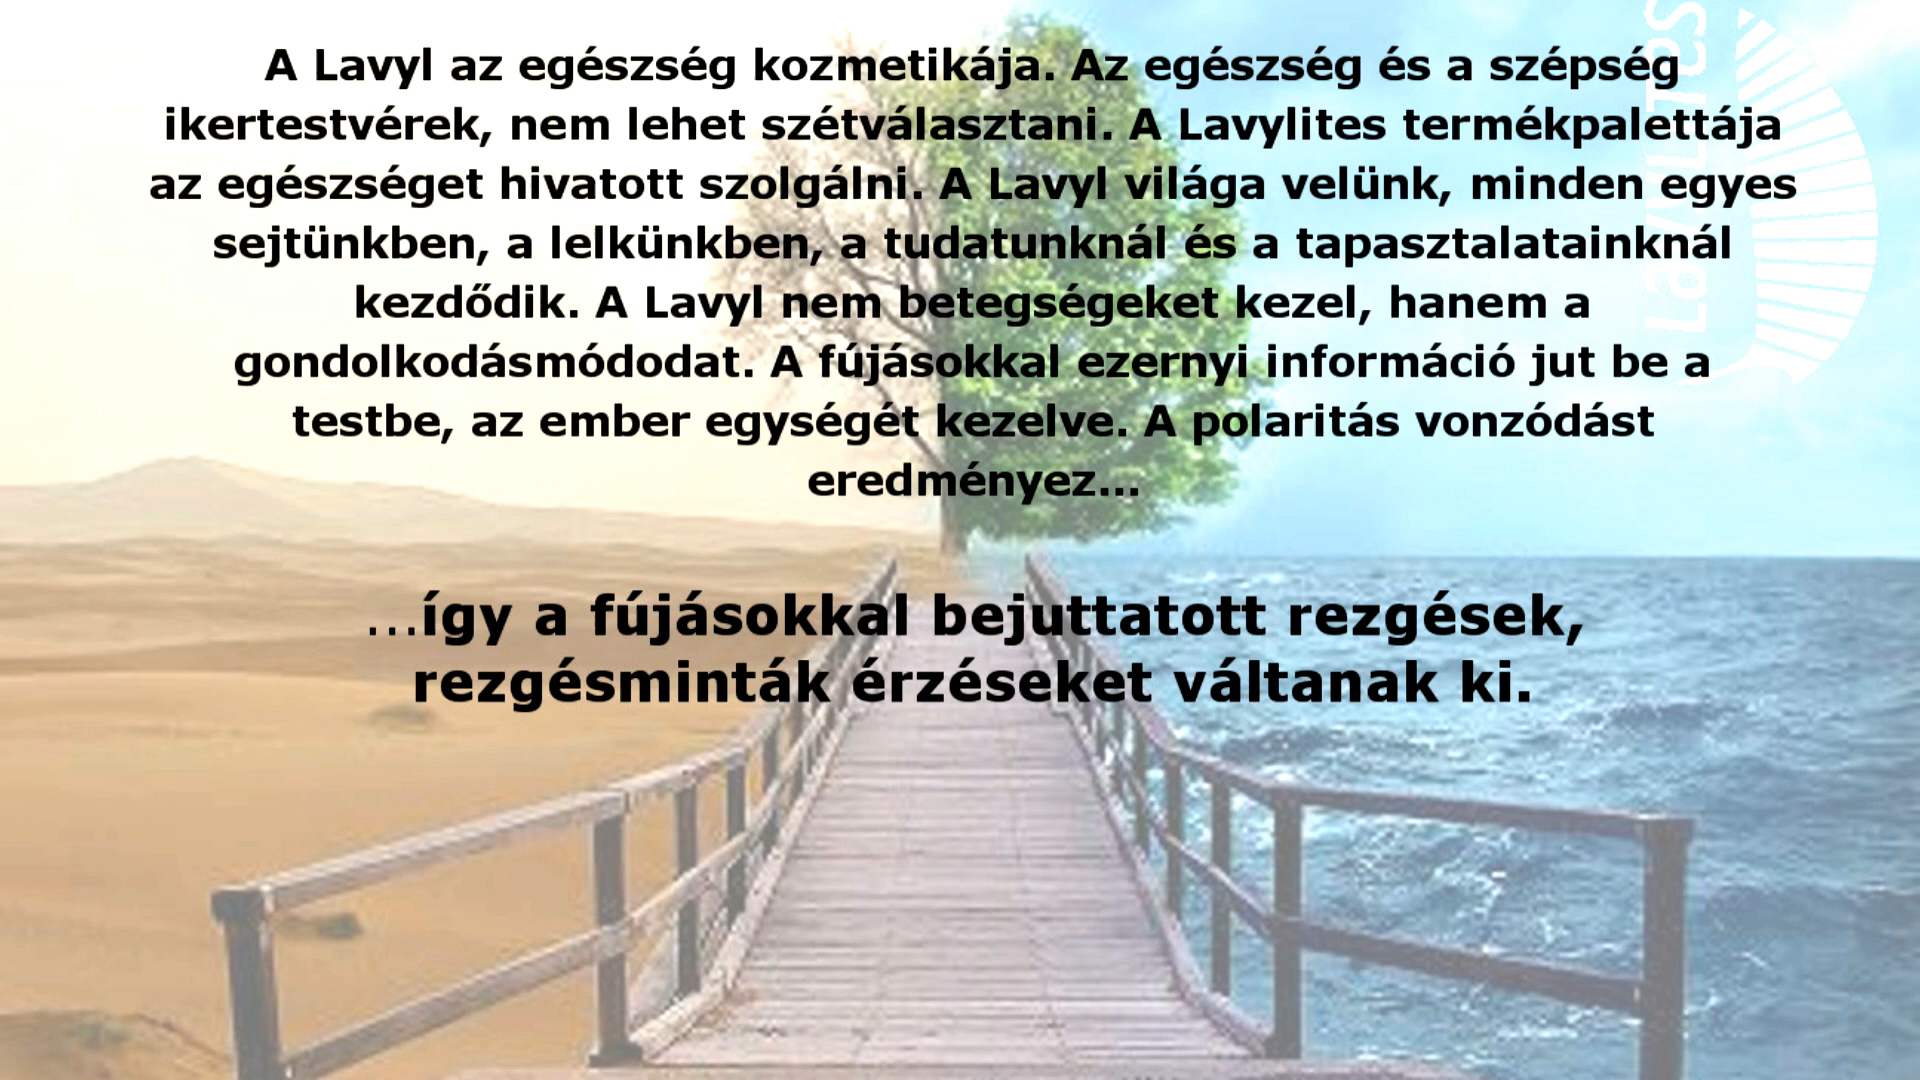 A Lavyl az egészség kozmetikája. Az egészség és a szépség
ikertestvérek, nem lehet szétválasztani. A Lavylites termékpalettája
az egészséget hivatott szolgálni. A Lavyl világa velünk, minden egyes
sejtünkben, a lelkünkben, a tudatunknál és a tapasztalatainknál
kezdődik. A Lavyl nem betegségeket kezel, hanem a
gondolkodásmódodat. A fújásokkal ezernyi információ jut be a
testbe, az ember egységét kezelve. A polaritás vonzódást
eredményez...
...így a fújásokkal bejuttatott rezgések,
rezgésminták érzéseket váltanak ki.
LaVYLITES